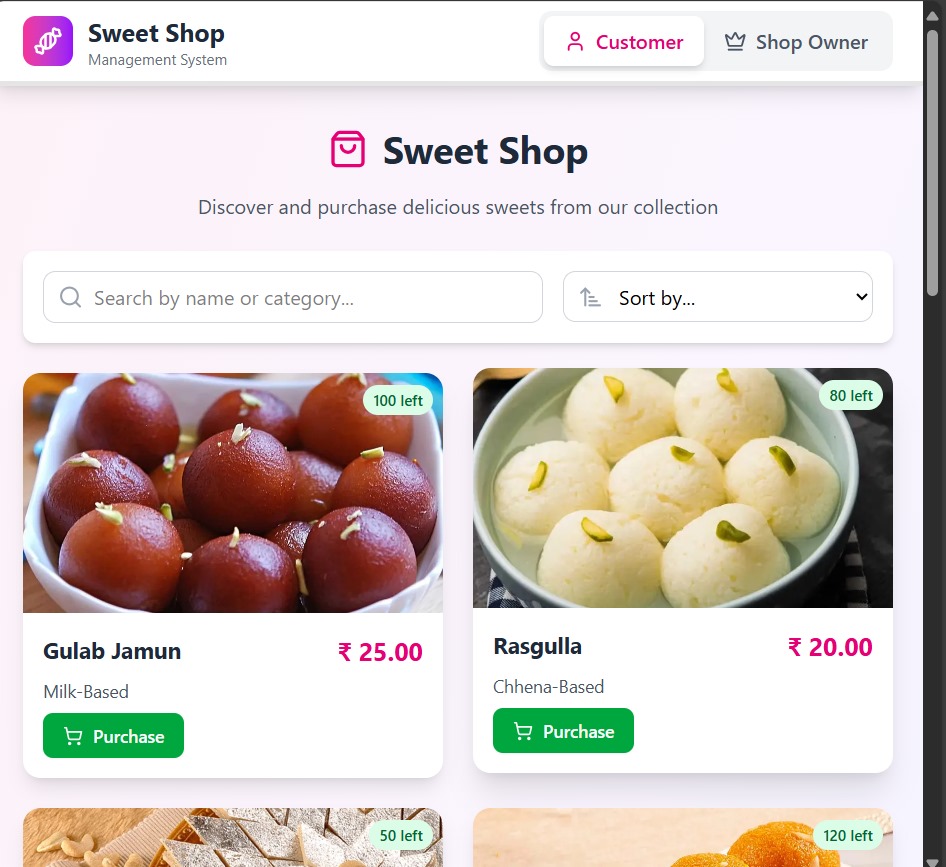 Sweet Shop
Management System
Customer
Shop Owner
Sweet Shop
Discover and purchase delicious sweets from our collection
Search by name or category...
Sort by...
100 left
80 left
Gulab Jamun
₹ 25.00
Milk-Based
Purchase
Rasgulla
₹ 20.00
Chhena-Based
Purchase
50 left
120 left